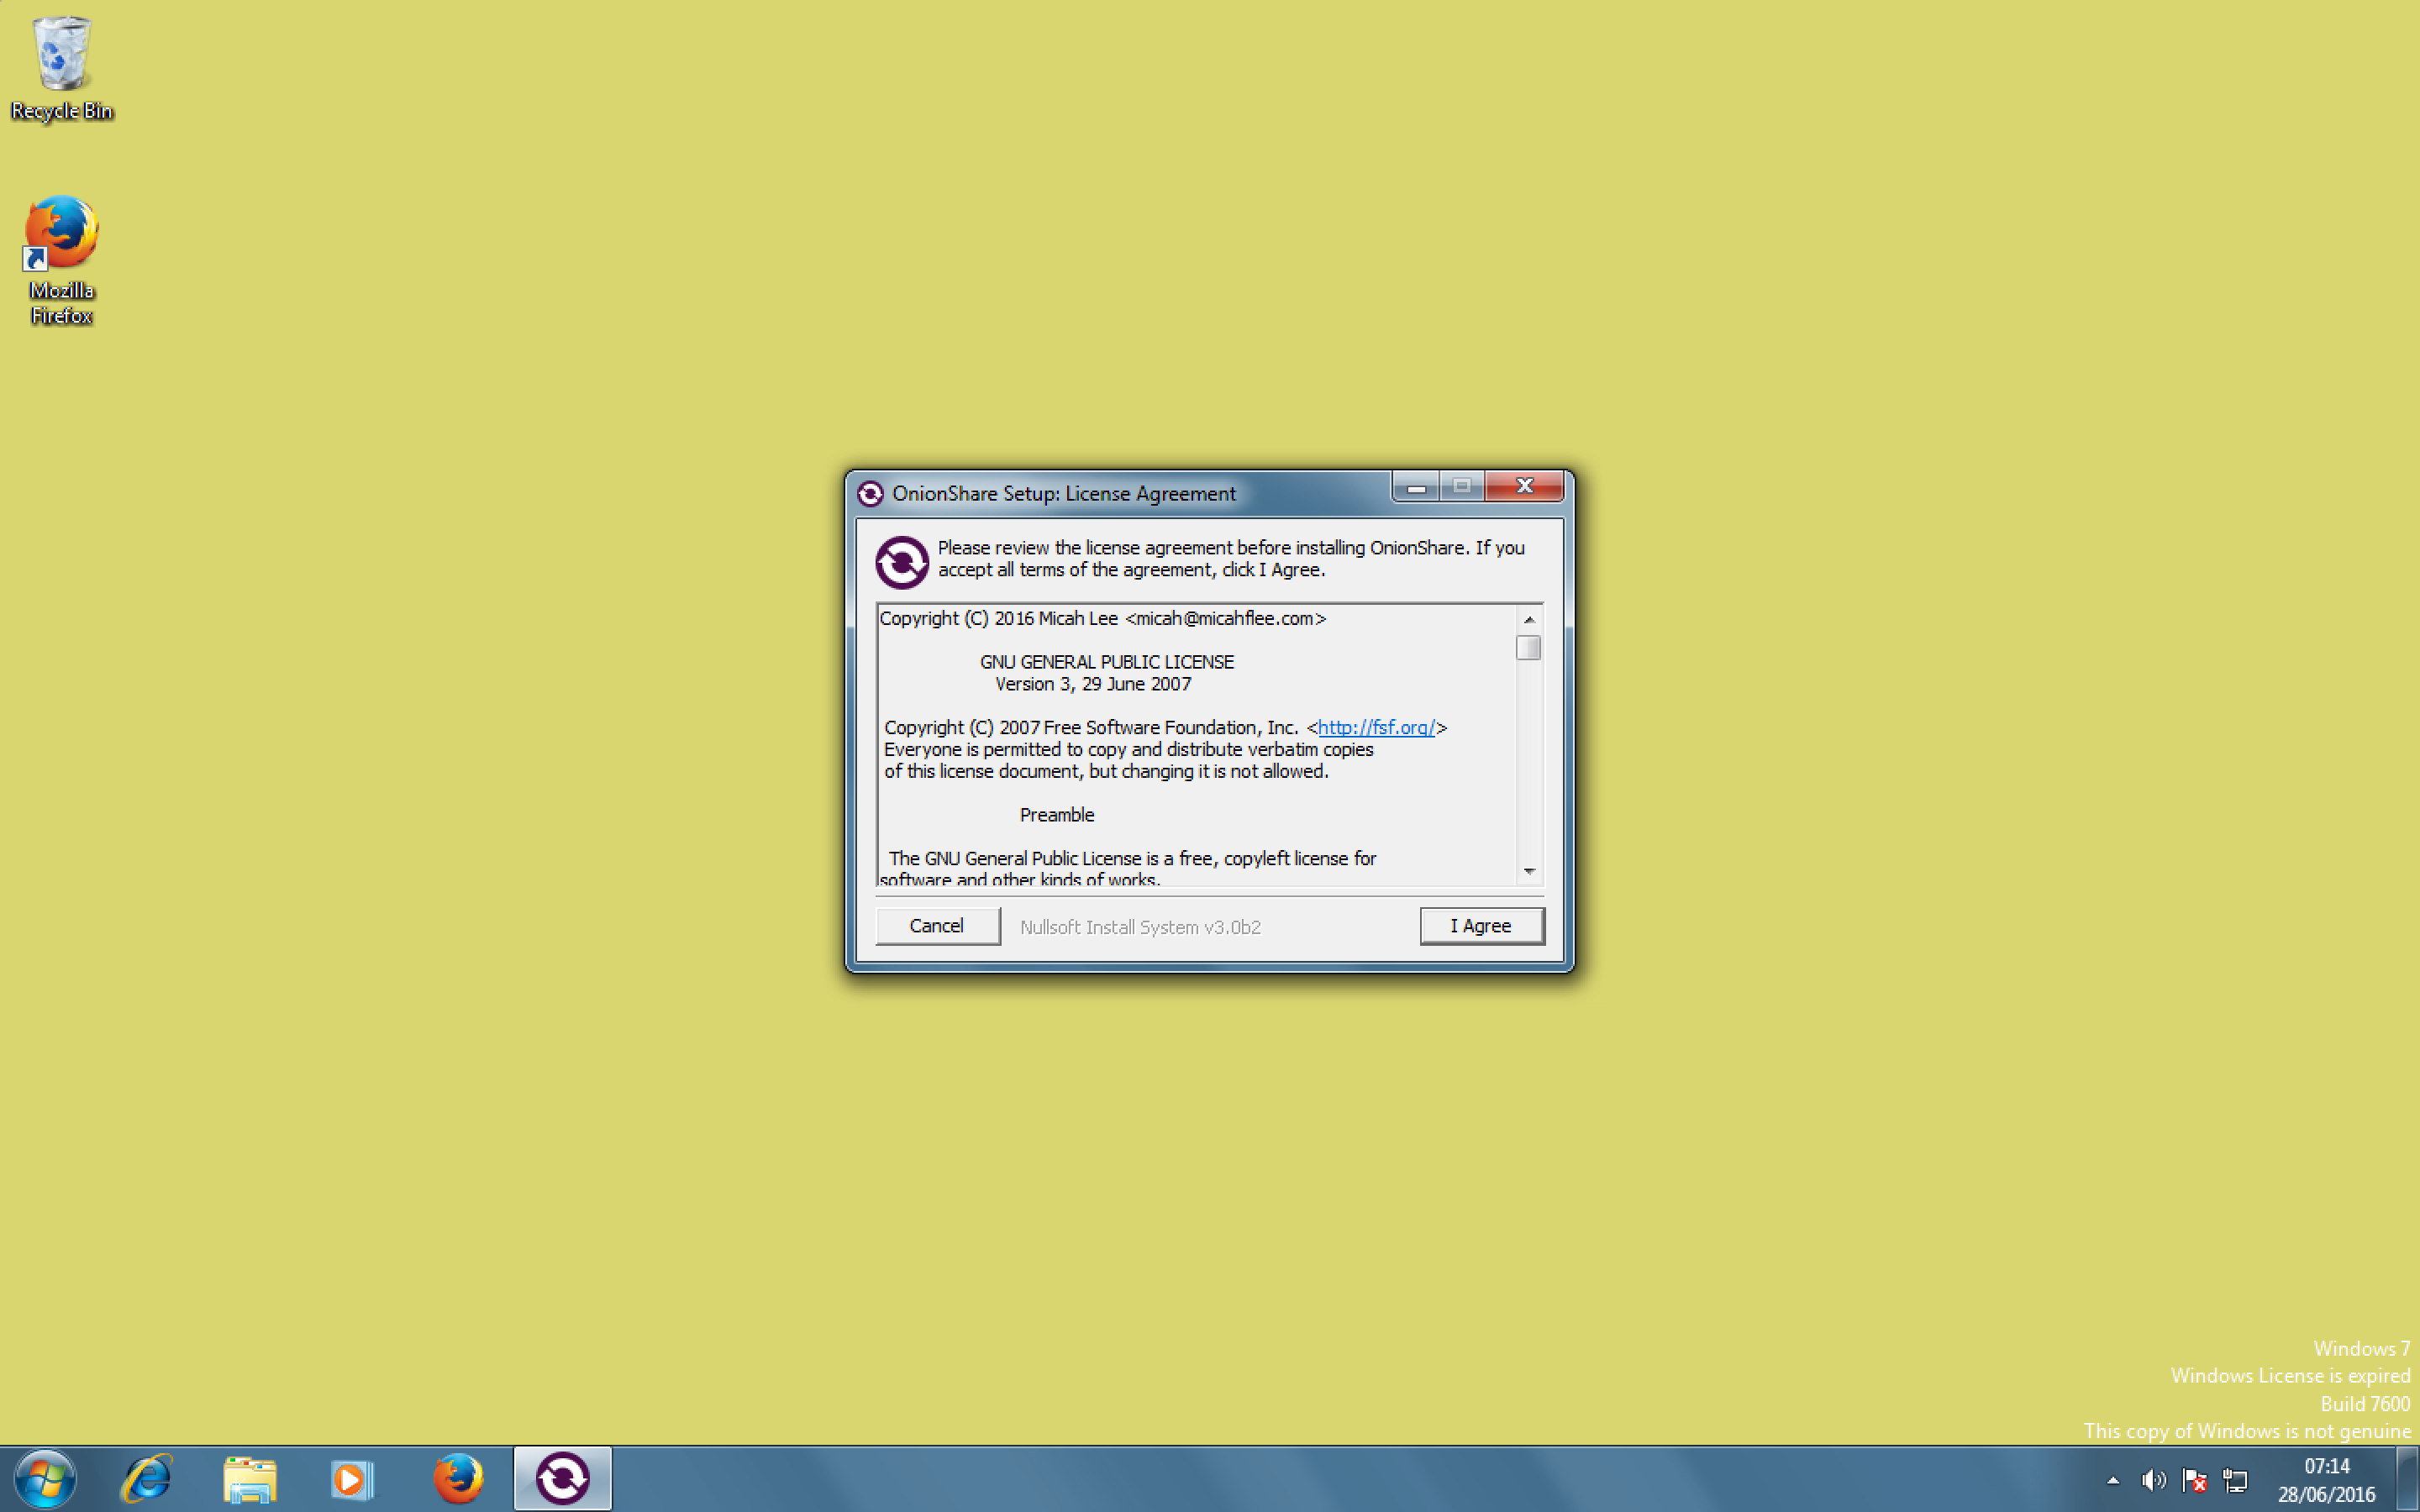 Recycle Bin
Mozilla
Firefox
OnionShare Setup: License Agreement
Please review the license agreement before installing OnionShare. If you
accept all terms of the agreement, click I Agree.
Copyright (C) 2016 Micah Lee <micah@micahflee.com>
GNU GENERAL PUBLIC LICENSE
Version 3, 29 June 2007
Copyright (C) 2007 Free Software Foundation, Inc. <http://fsf.org/>
Everyone is permitted to copy and distribute verbatim copies
of this license document, but changing it is not allowed.
Preamble
The GNU General Public License is a free, copyleft license for
software and other kinds of works.
Cancel
Nullsoft Install System v3.0b2
I Agree
Windows 7
Windows License is expired
Build 7600
This copy of Windows is not genuine
07:14
28/06/2016